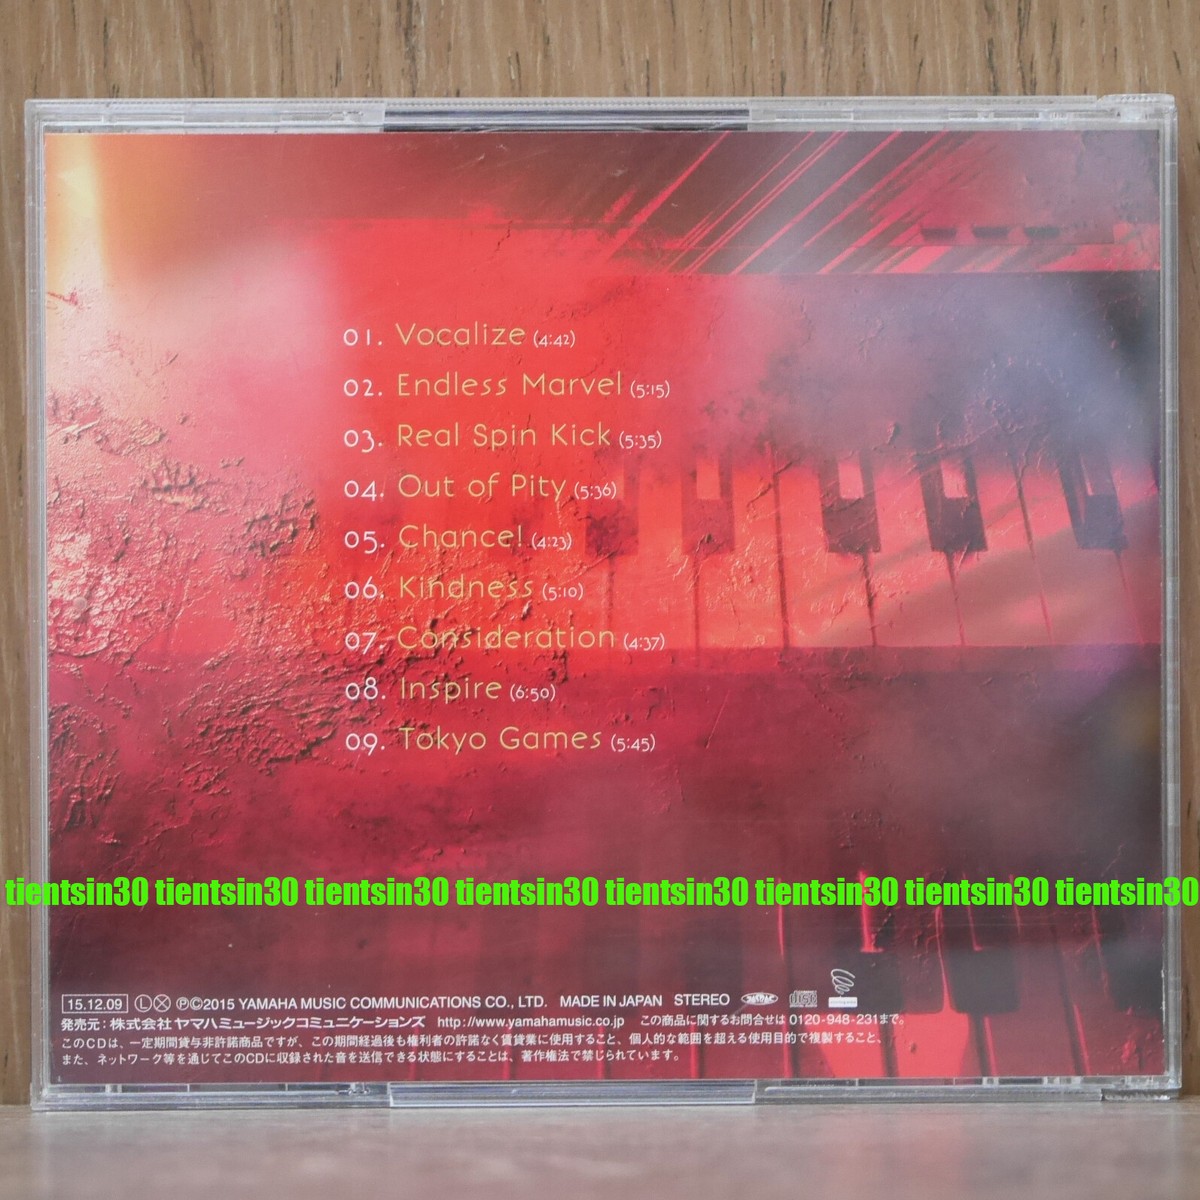 01. Vocalize (4:42)
02. Endless Marvel (5:15)
03. Real Spin Kick (5:35)
04. Out of Pity (5:36)
05. Chance! (4:23)
06. Kindness (5:10)
07. Consideration (4:37)
08. Inspire (6:50)
09. Tokyo Games (5:45)
tientsin30 tientsin30 tientsin30 tientsin30 tientsin30 tientsin30 tientsin30 tientsin30
15.12.09 Ⓛ Ⓧ ℗©2015 YAMAHA MUSIC COMMUNICATIONS CO., LTD. MADE IN JAPAN STEREO JASRAC disc
発売元：株式会社ヤマハミュージックコミュニケーションズ http://www.yamahamusic.co.jp この商品に関するお問合せは 0120-948-231まで。
このCDは、一定期間貸与非許諾商品ですが、この期間経過後も権利者の許諾なく賃貸業に使用すること、個人的な範囲を超える使用目的で複製すること、
また、ネットワーク等を通じてこのCDに収録された音を送信できる状態にすることは、著作権法で禁じられています。